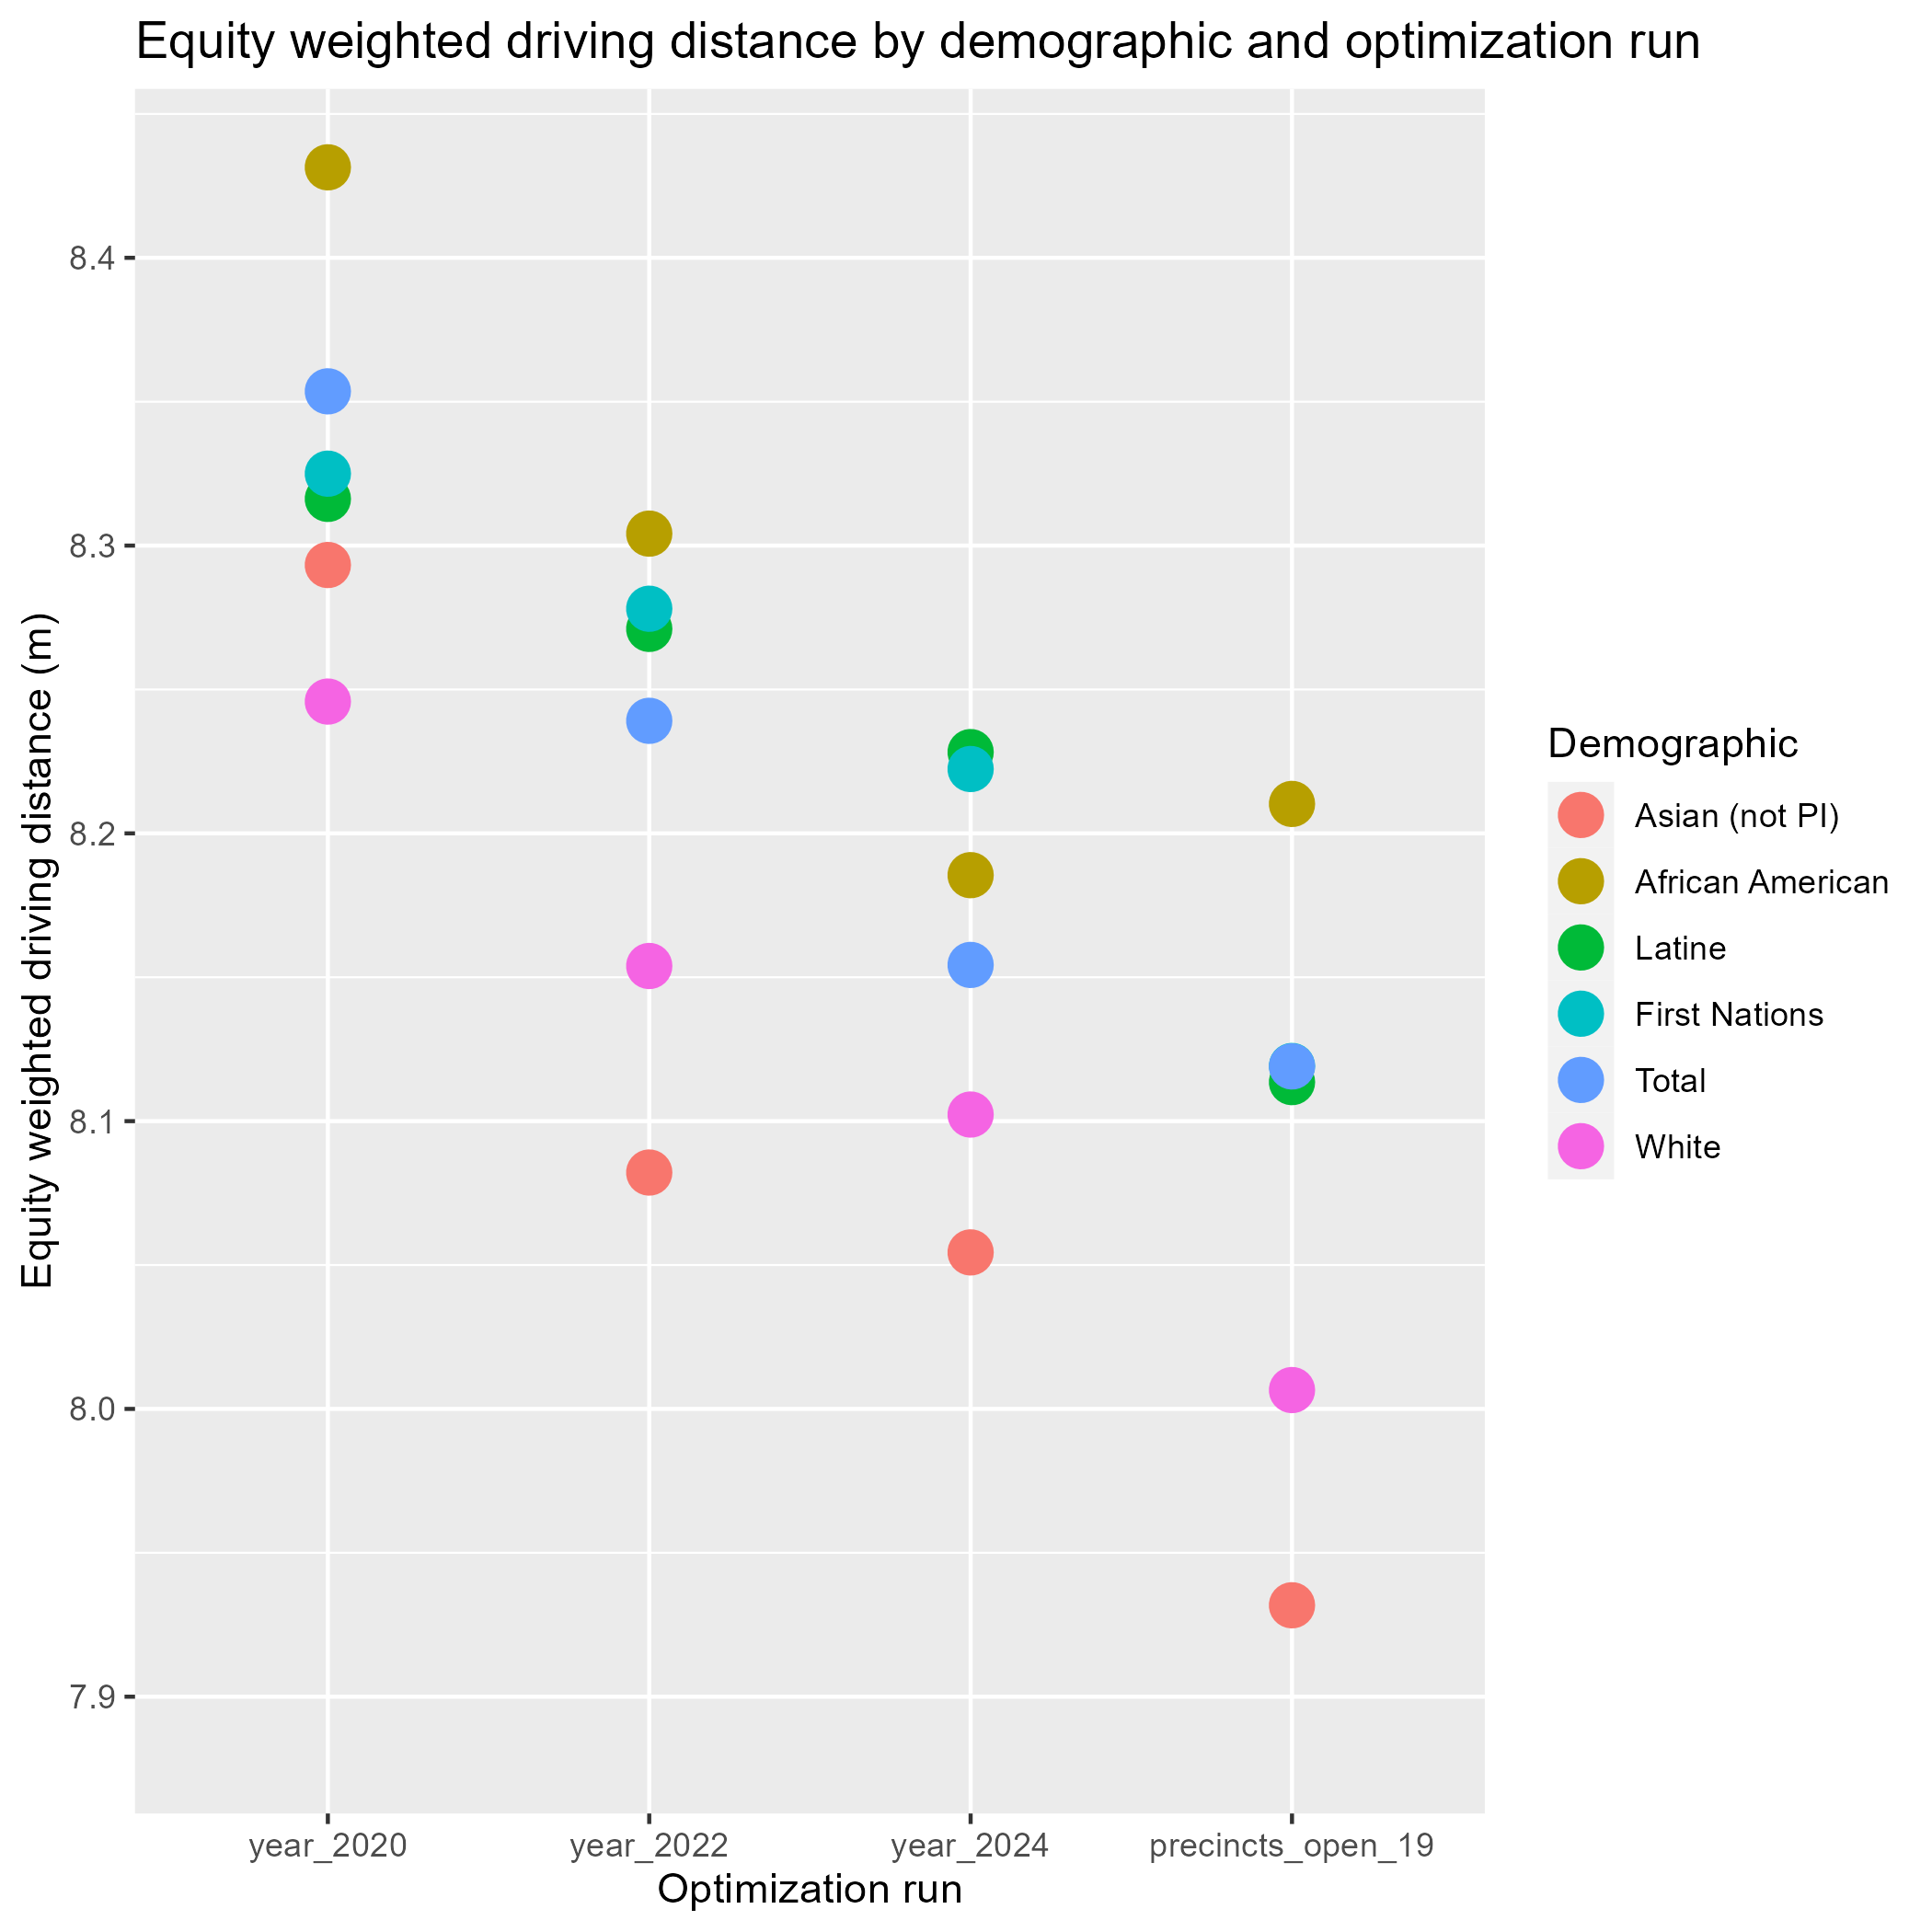 Equity weighted driving distance by demographic and optimization run
Equity weighted driving distance (m)
8.4
8.3
8.2
8.1
8.0
7.9
year_2020
year_2022
year_2024
precincts_open_19
Optimization run
Demographic
Asian (not PI)
African American
Latine
First Nations
Total
White